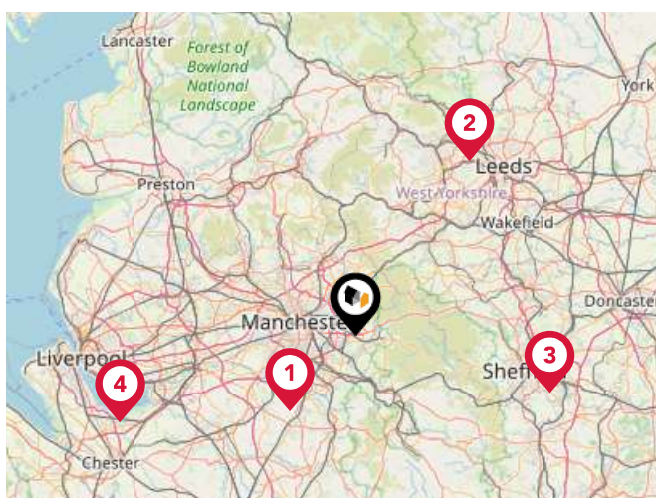 Lancaster
Forest of
Bowland
National
Landscape
York
2
Leeds
Preston
West Yorkshire
Wakefield
Doncaster
Manchester
Liverpool
3
Sheffield
1
4
Chester